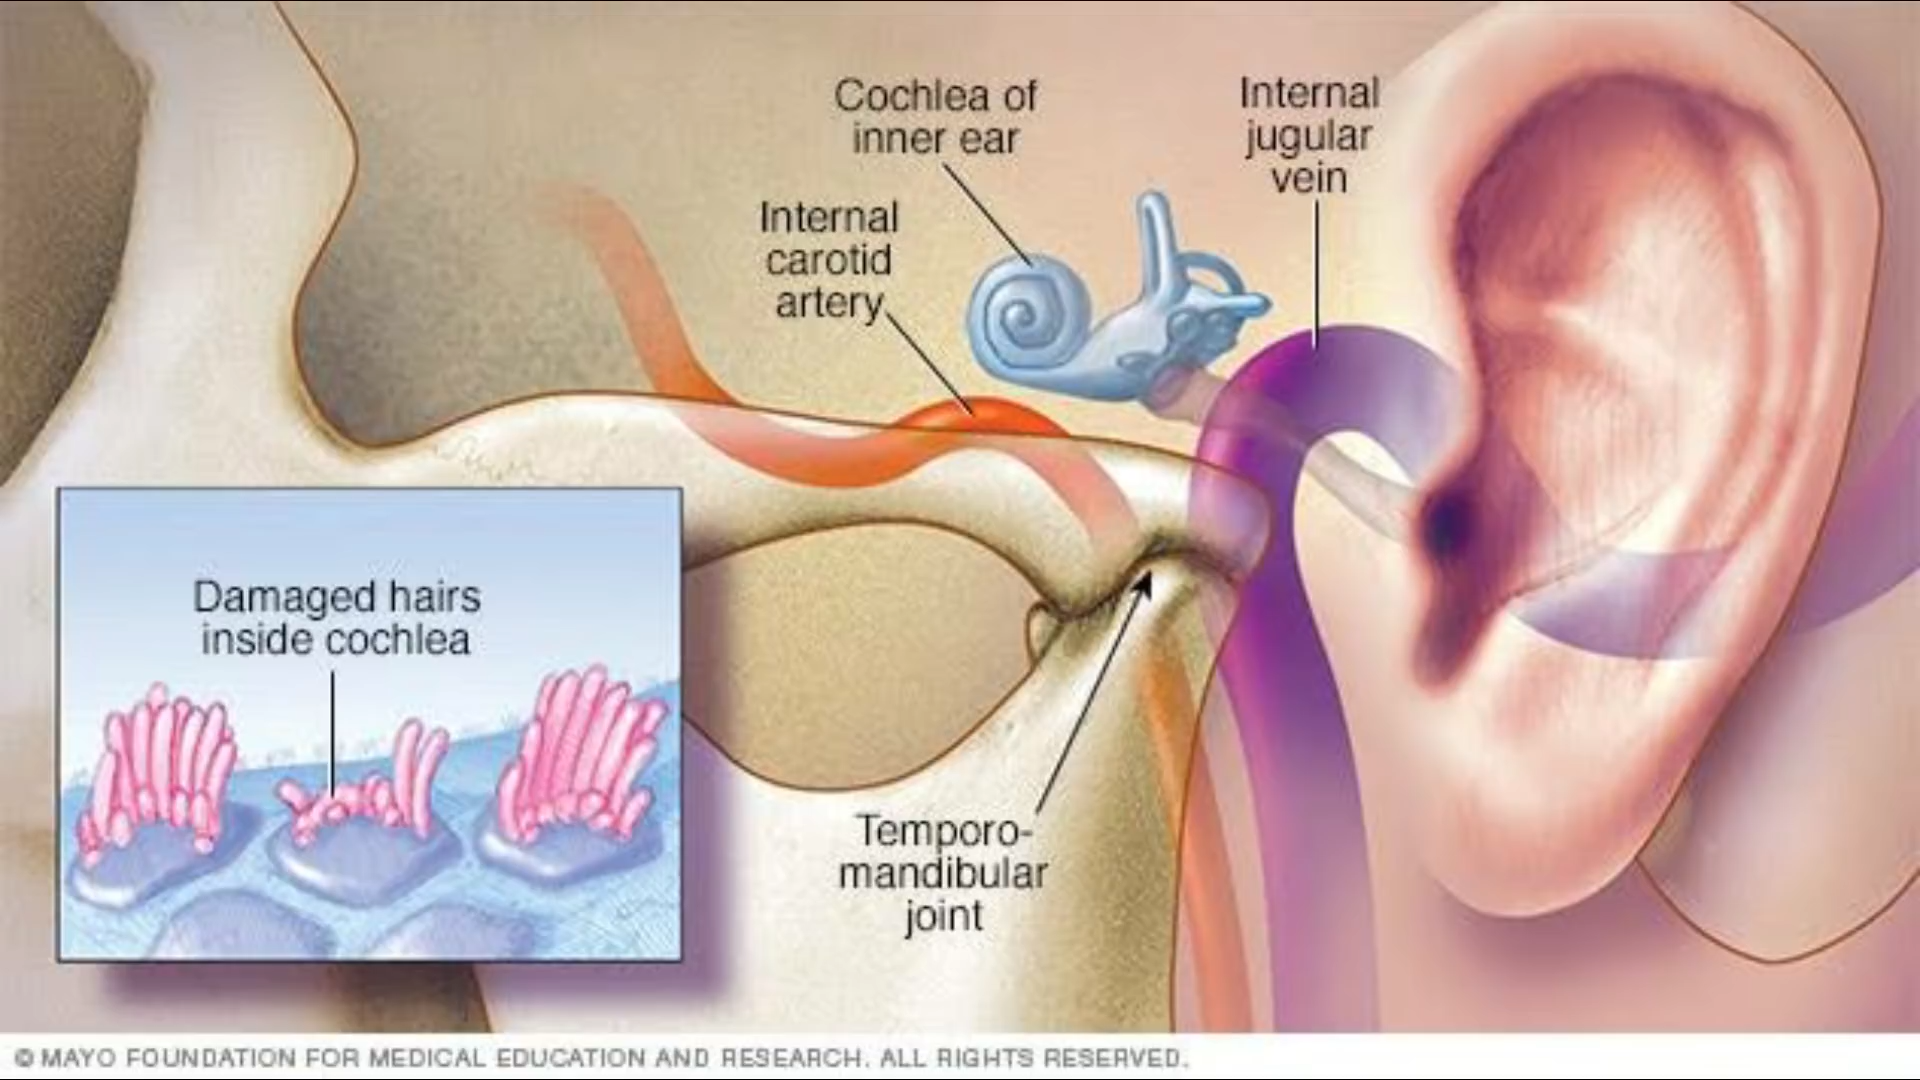 Cochlea of
inner ear
Internal
jugular
vein
Internal
carotid
artery
Damaged hairs
inside cochlea
Temporo-
mandibular
joint
© MAYO FOUNDATION FOR MEDICAL EDUCATION AND RESEARCH. ALL RIGHTS RESERVED.